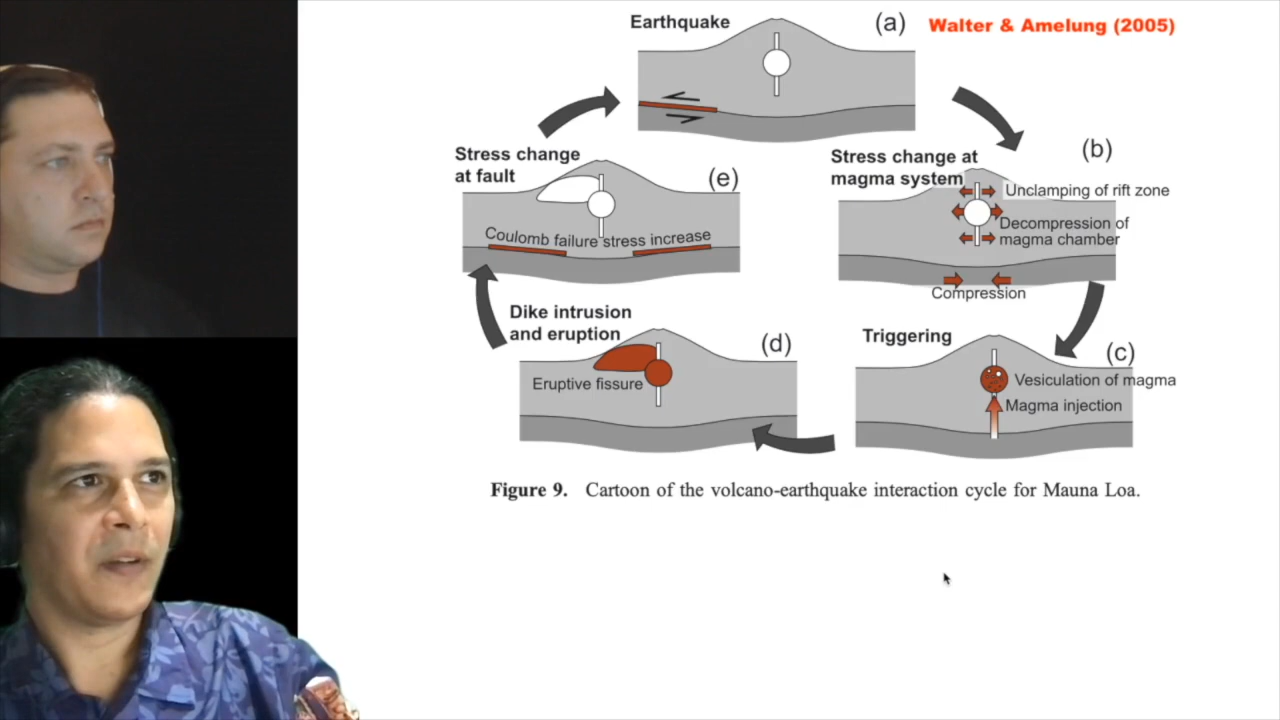 Earthquake
(a)
Walter & Amelung (2005)
Stress change at
magma system
(b)
Unclamping of rift zone
Decompression of
magma chamber
Compression
Triggering
(c)
Vesiculation of magma
Magma injection
Dike intrusion
and eruption
(d)
Eruptive fissure
Stress change
at fault
(e)
Coulomb failure stress increase
Figure 9. Cartoon of the volcano-earthquake interaction cycle for Mauna Loa.